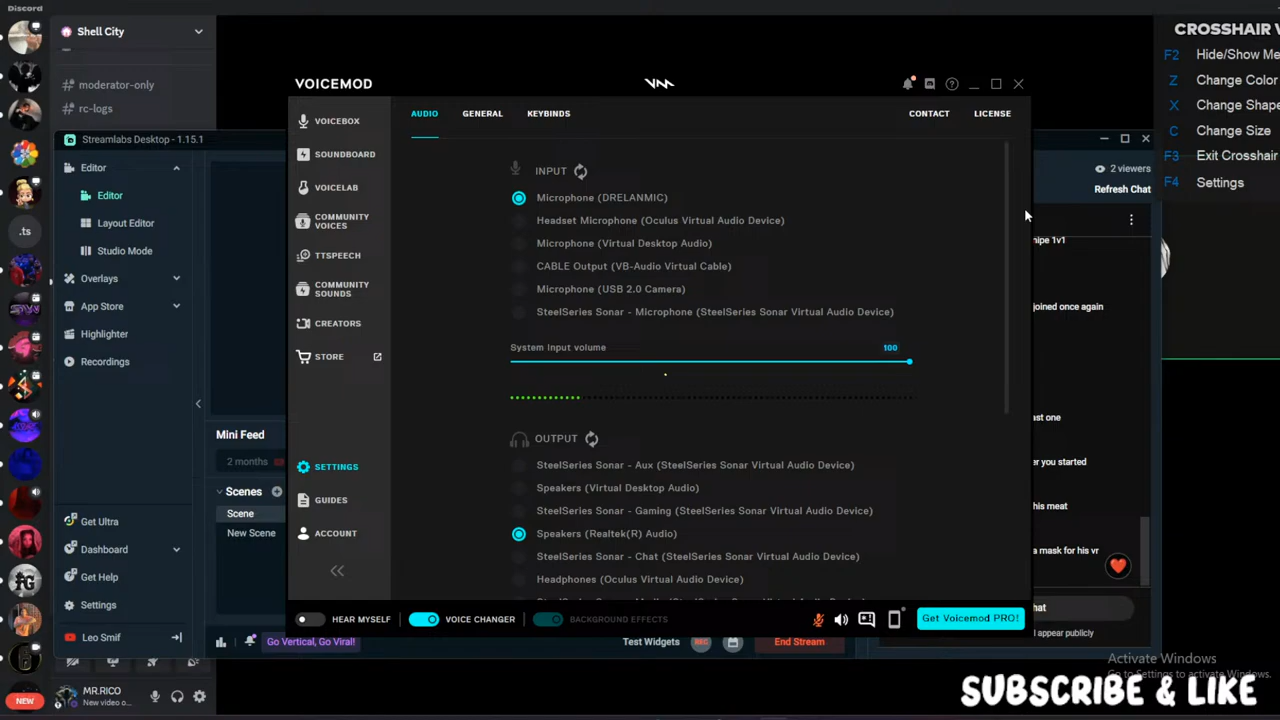 Discord
Shell City
moderator-only
rc-logs
Streamlabs Desktop - 1.15.1
Editor
Editor
Layout Editor
Studio Mode
Overlays
App Store
Highlighter
Recordings
Get Ultra
Dashboard
Get Help
Settings
Leo Smif
.ts
NEW
MR.RICO
New video o...
Mini Feed
2 months
Scenes
Scene
New Scene
Go Vertical, Go Viral!
Test Widgets
REC
End Stream
VOICEMOD
VOICEBOX
SOUNDBOARD
VOICELAB
COMMUNITY
VOICES
TTSPEECH
COMMUNITY
SOUNDS
CREATORS
STORE
SETTINGS
GUIDES
ACCOUNT
AUDIO
GENERAL
KEYBINDS
CONTACT
LICENSE
INPUT
Microphone (DRELANMIC)
Headset Microphone (Oculus Virtual Audio Device)
Microphone (Virtual Desktop Audio)
CABLE Output (VB-Audio Virtual Cable)
Microphone (USB 2.0 Camera)
SteelSeries Sonar - Microphone (SteelSeries Sonar Virtual Audio Device)
System Input volume
100
OUTPUT
SteelSeries Sonar - Aux (SteelSeries Sonar Virtual Audio Device)
Speakers (Virtual Desktop Audio)
SteelSeries Sonar - Gaming (SteelSeries Sonar Virtual Audio Device)
Speakers (Realtek(R) Audio)
SteelSeries Sonar - Chat (SteelSeries Sonar Virtual Audio Device)
Headphones (Oculus Virtual Audio Device)
HEAR MYSELF
VOICE CHANGER
BACKGROUND EFFECTS
Get Voicemod PRO!
CROSSHAIR V
F2 Hide/Show Me
Z Change Color
X Change Shape
C Change Size
F3 Exit Crosshair
F4 Settings
2 viewers
Refresh Chat
nipe 1v1
joined once again
ast one
er you started
his meat
a mask for his vr
hat
l appear publicly
Activate Windows
Go to Settings to activate Windows.
SUBSCRIBE & LIKE